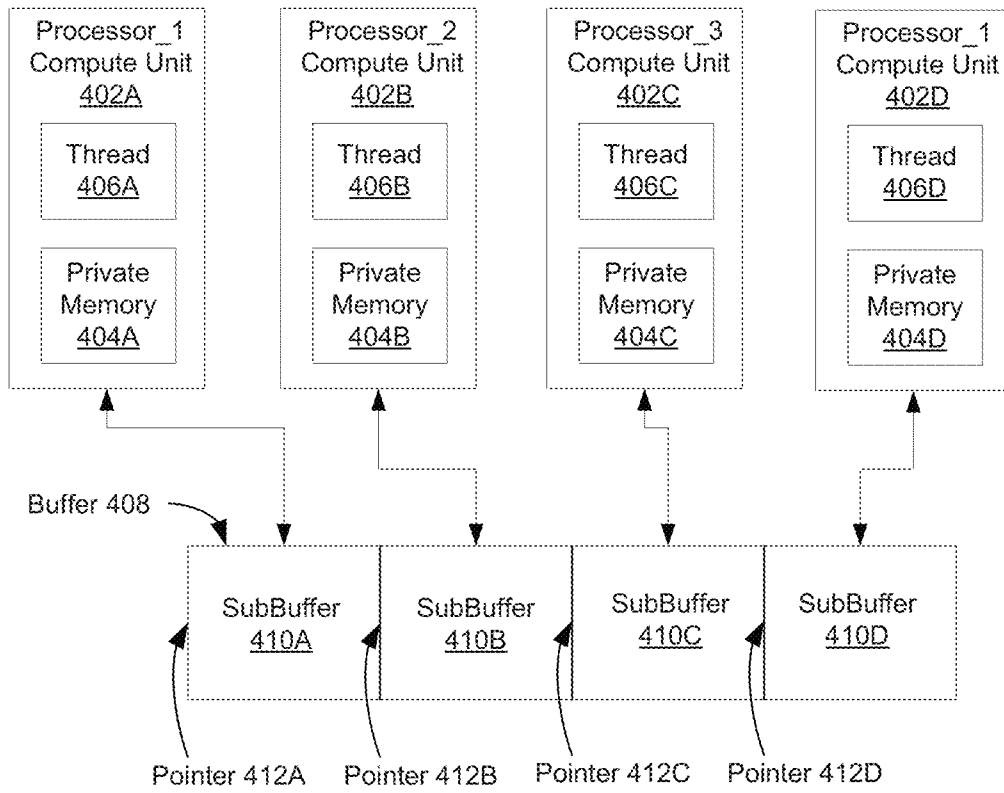 Processor_1
Compute Unit
402A
Thread
406A
Private
Memory
404A
Processor_2
Compute Unit
402B
Thread
406B
Private
Memory
404B
Processor_3
Compute Unit
402C
Thread
406C
Private
Memory
404C
Processor_1
Compute Unit
402D
Thread
406D
Private
Memory
404D
Buffer 408
SubBuffer
410A
SubBuffer
410B
SubBuffer
410C
SubBuffer
410D
Pointer 412A
Pointer 412B
Pointer 412C
Pointer 412D